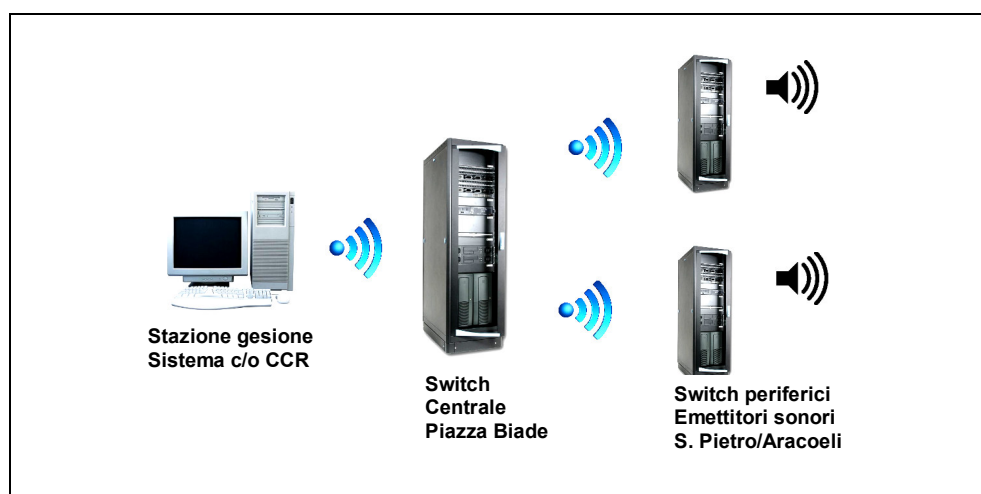 Stazione gesione
Sistema c/o CCR
Switch
Centrale
Piazza Biade
Switch periferici
Emettitori sonori
S. Pietro/Aracoeli